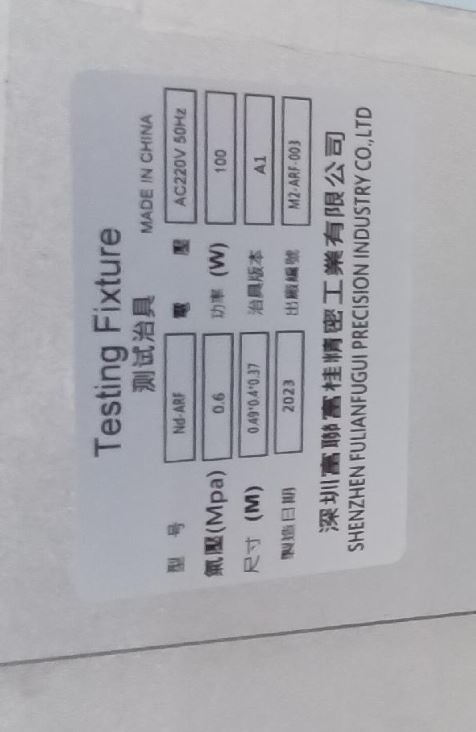 Testing Fixture
测试治具
MADE IN CHINA
型 号 Nd-ARF 電 壓 AC220V 50Hz
氣壓(Mpa) 0.6 功率 (W) 100
尺寸 (M) 0.49*0.4*0.37 治具版本 A1
製造日期 2023 出廠編號 M2-ARF-003
深圳富聯富桂精密工業有限公司
SHENZHEN FULIANFUGUI PRECISION INDUSTRY CO.,LTD